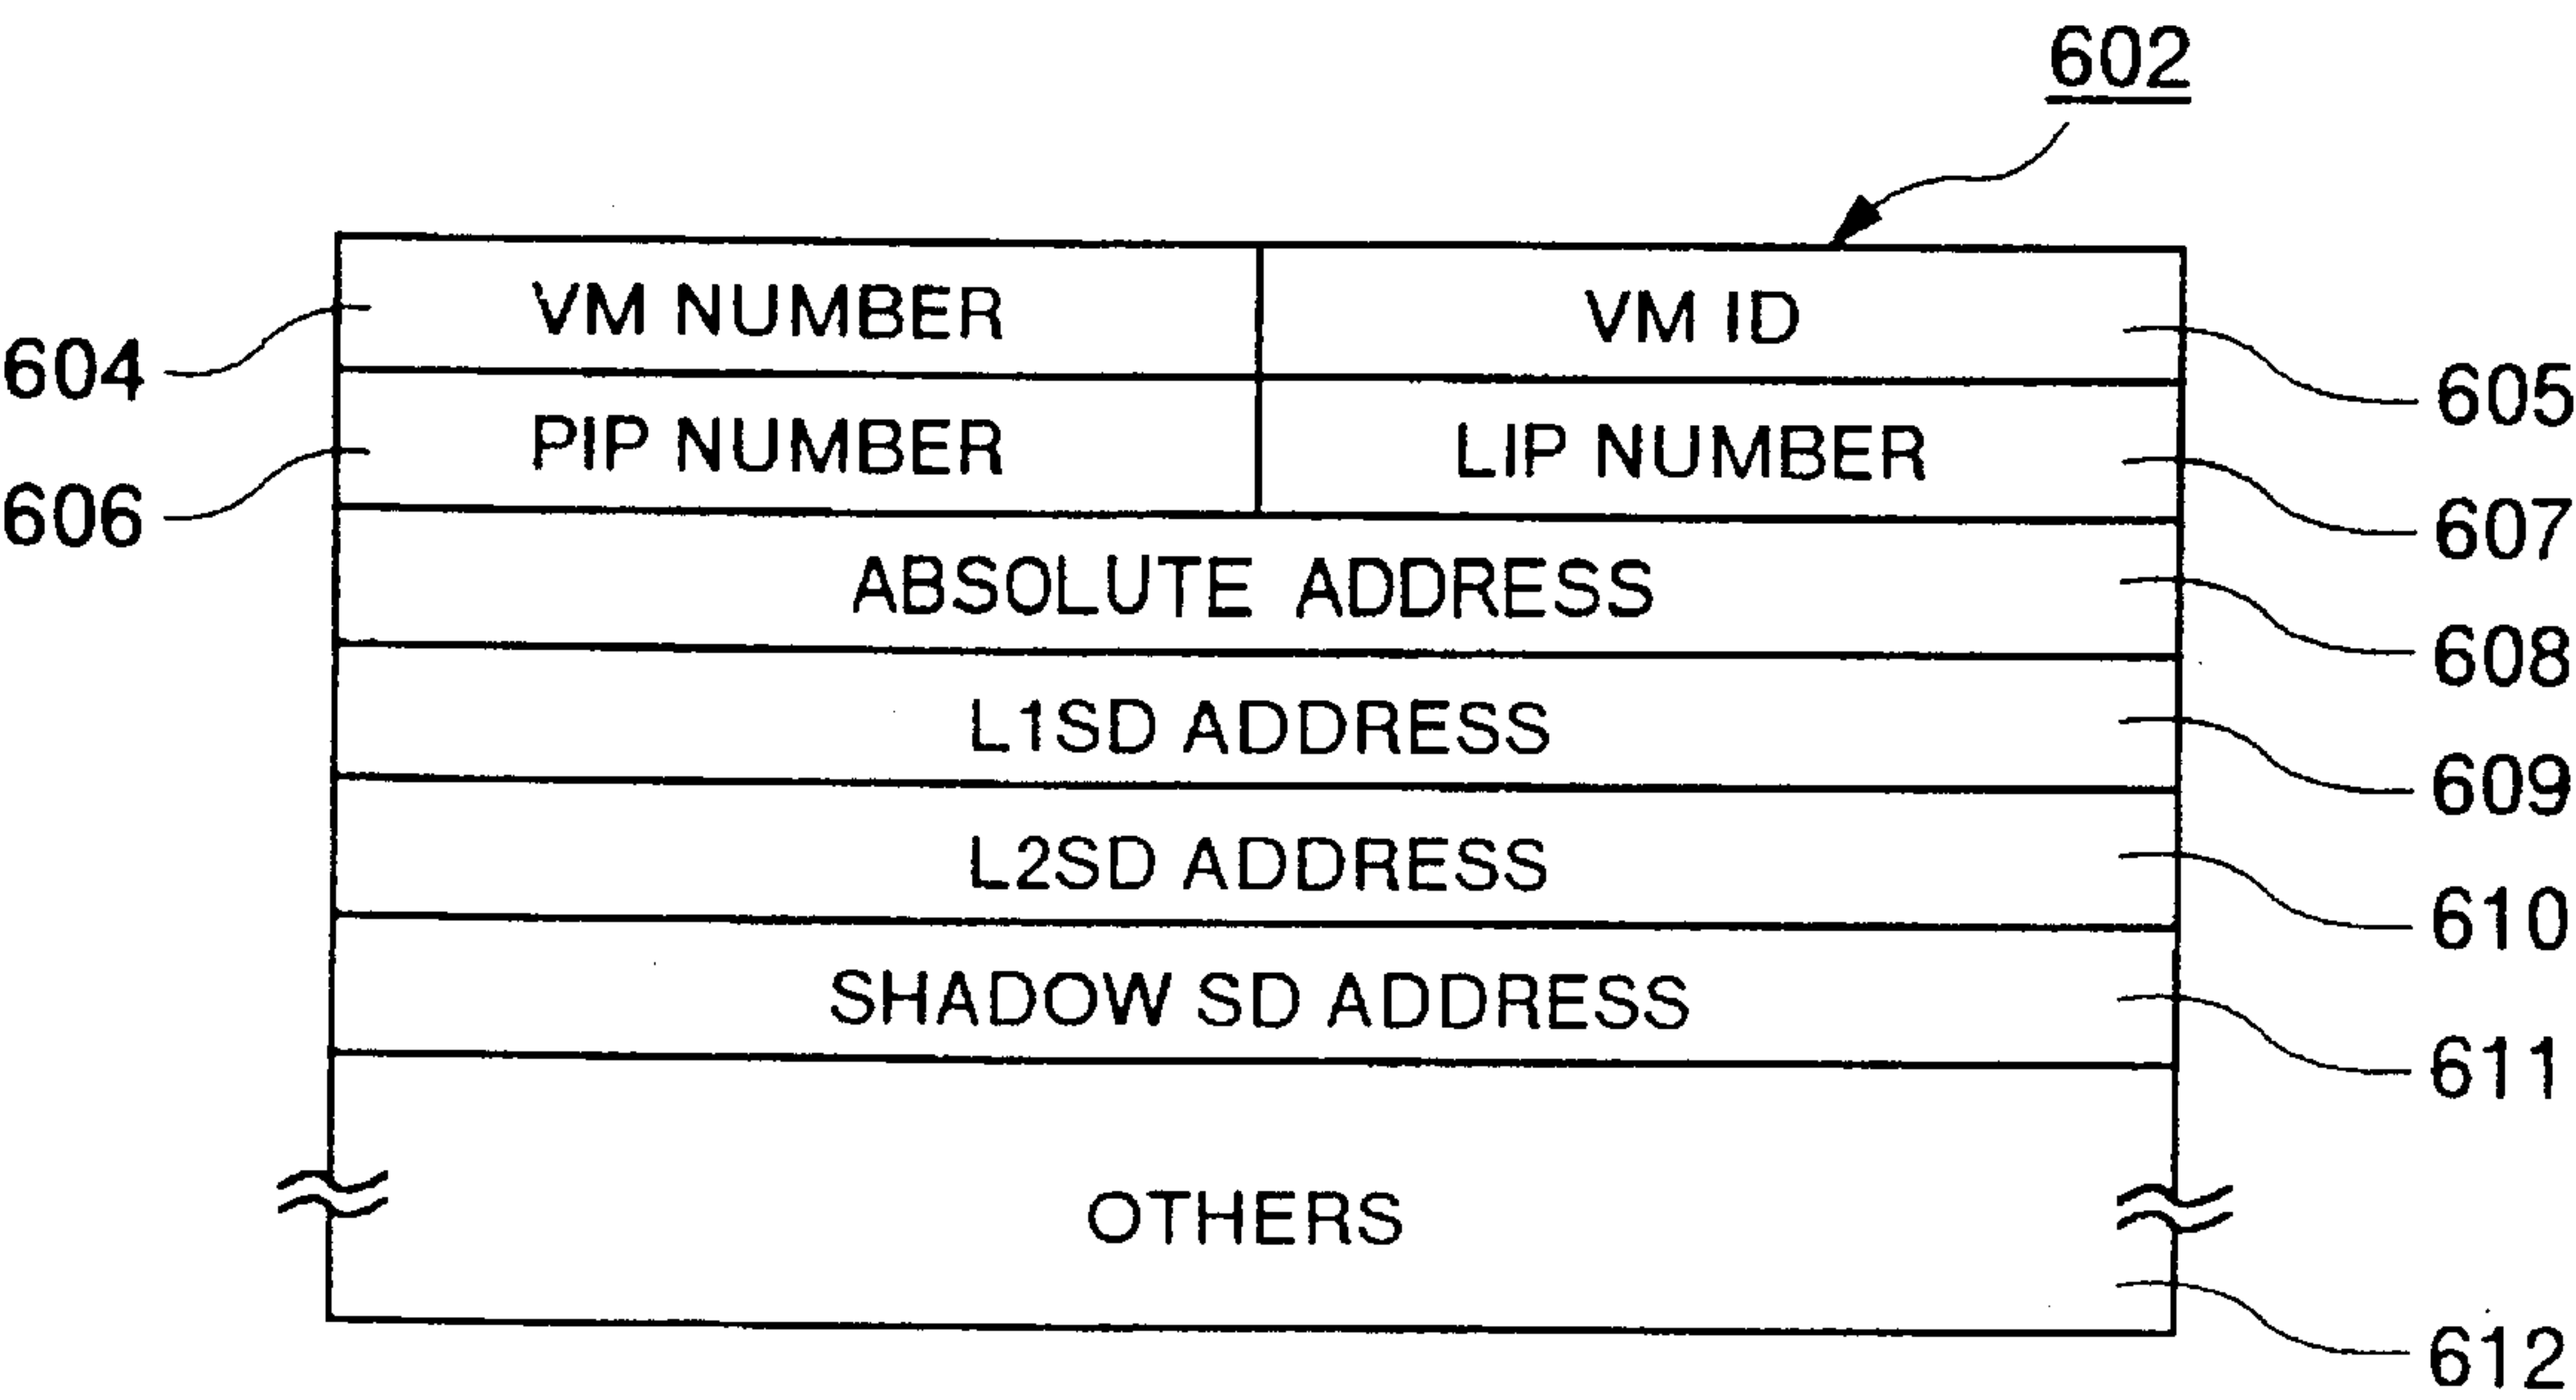 602
604 VM NUMBER VM ID 605
606 PIP NUMBER LIP NUMBER 607
ABSOLUTE ADDRESS 608
L1SD ADDRESS 609
L2SD ADDRESS 610
SHADOW SD ADDRESS 611
OTHERS 612